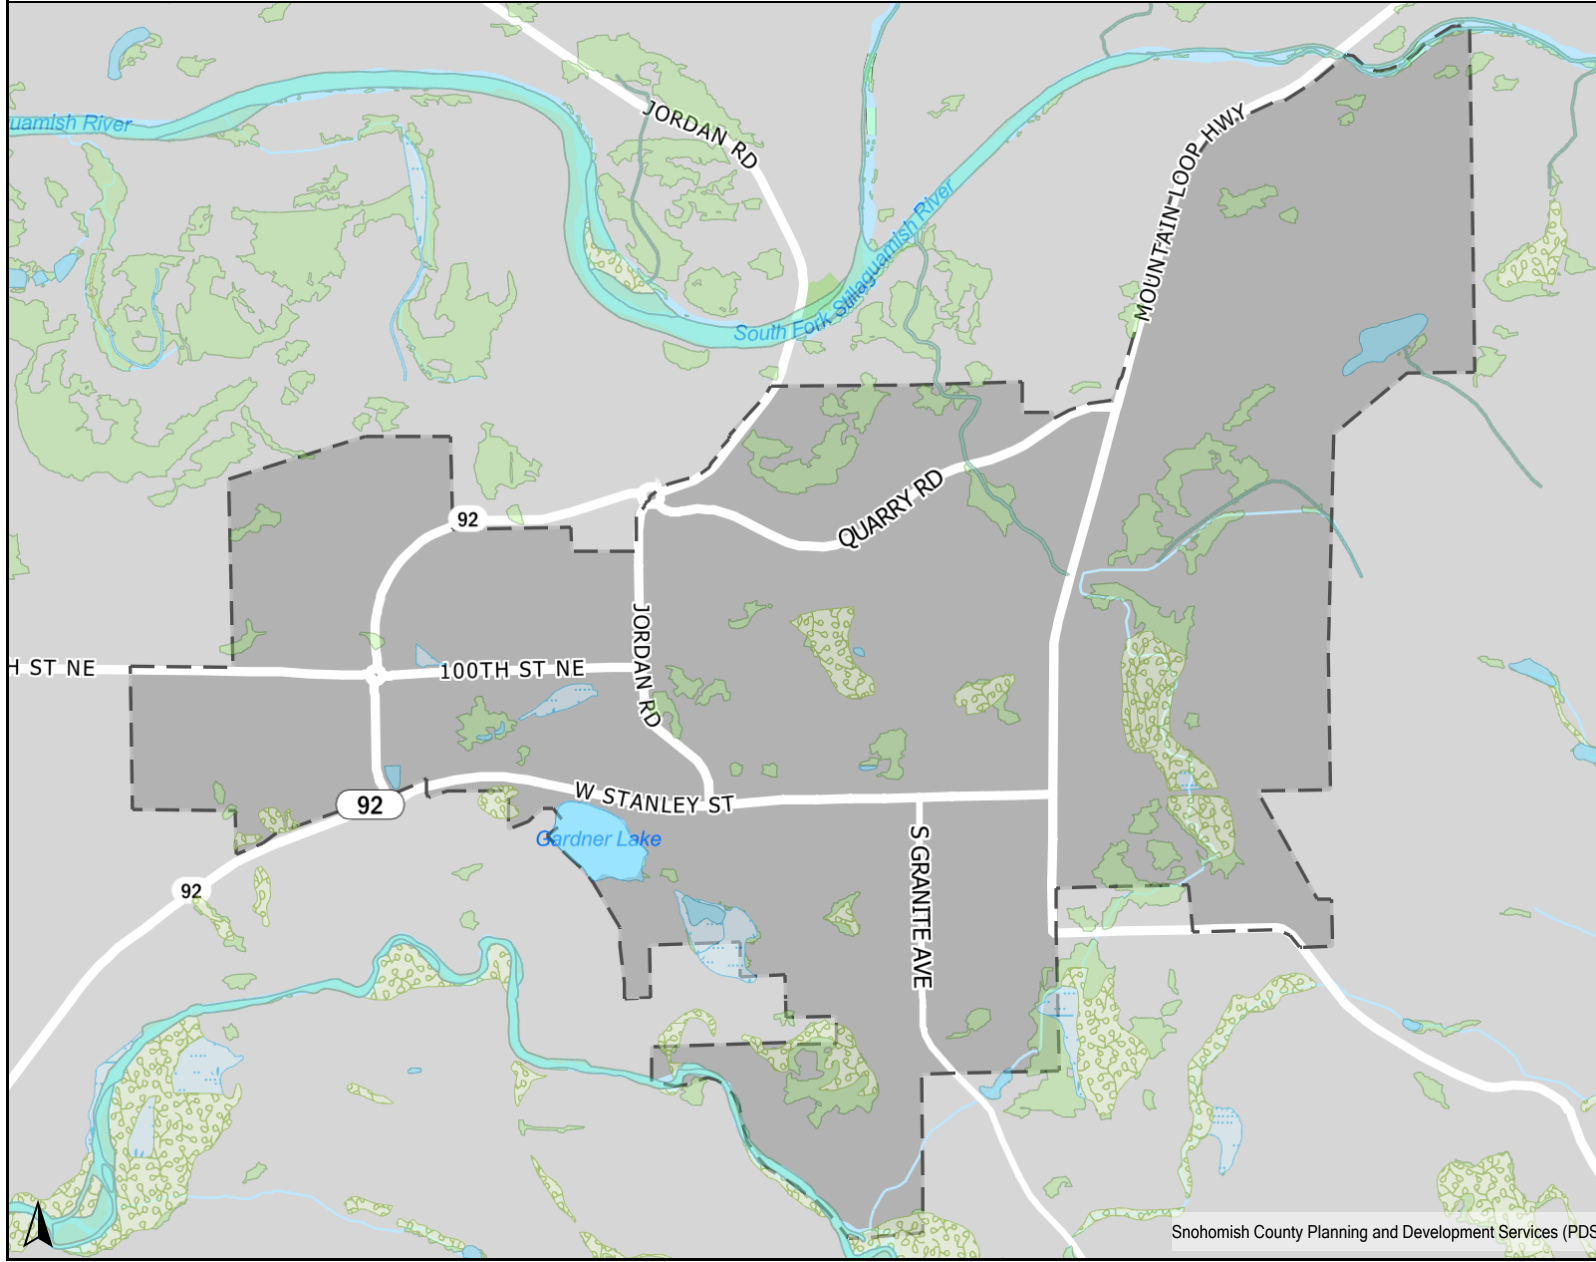 uamish River
JORDAN RD
MOUNTAIN LOOP HWY
South Fork Stillaguamish River
QUARRY RD
92
JORDAN RD
H ST NE
100TH ST NE
W STANLEY ST
92
Gardner Lake
S GRANITE AVE
92
Snohomish County Planning and Development Services (PDS